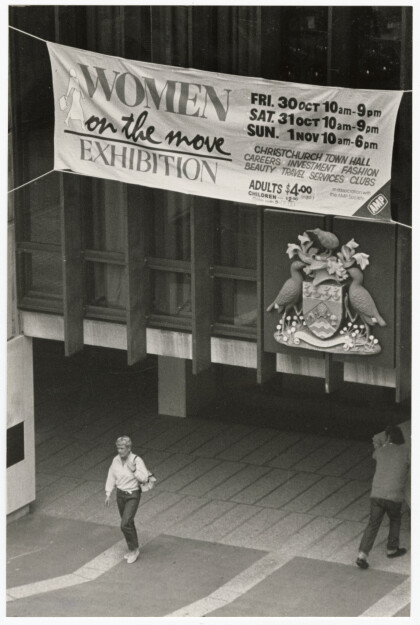 WOMEN
on the move
EXHIBITION
FRI. 30 OCT 10am-9pm
SAT. 31 OCT 10am-9pm
SUN. 1 NOV 10am-6pm
CHRISTCHURCH TOWN HALL
CAREERS INVESTMENT FASHION
BEAUTY TRAVEL SERVICES CLUBS
ADULTS $4.00
CHILDREN
AMP